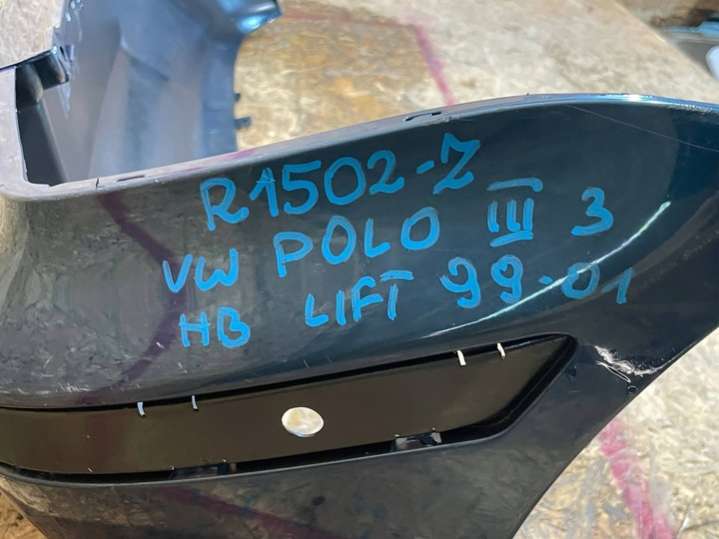 R1502-Z
VW POLO III 3
HB LIFT 99-01